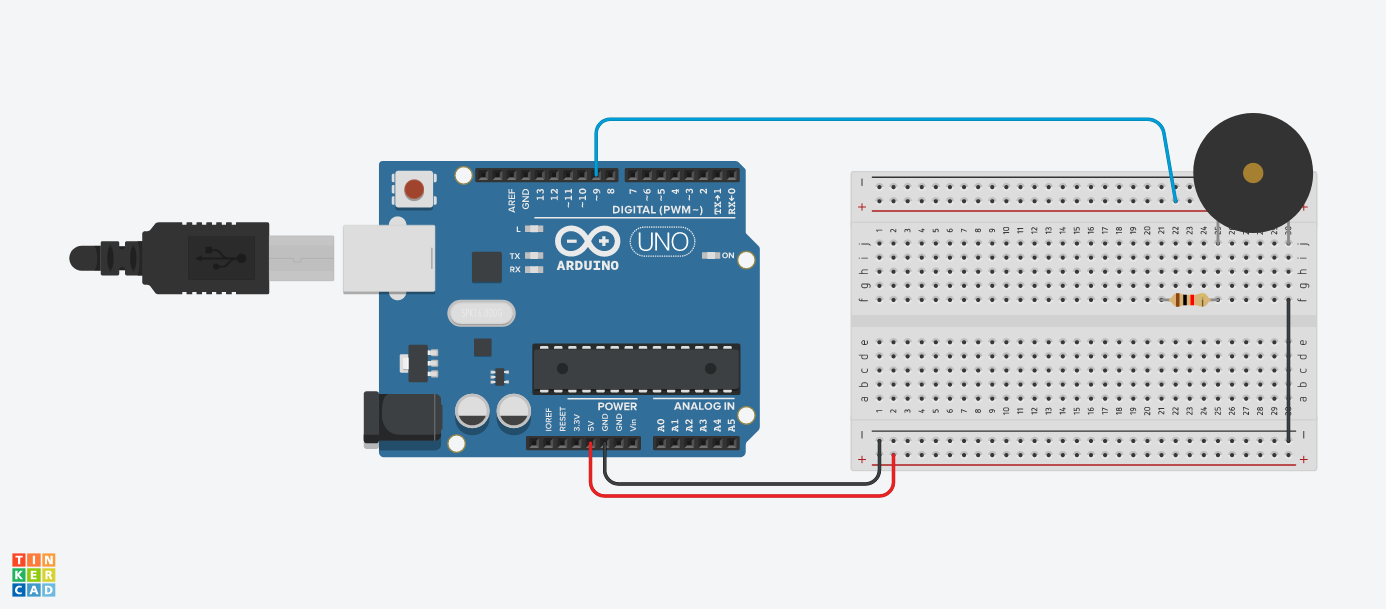 AREF
GND
13
12
~11
~10
~9
8
7
~6
~5
4
~3
2
TX→1
RX←0
DIGITAL (PWM~)
L
TX
RX
ARDUINO
UNO
ON
IOREF
RESET
3.3V
5V
GND
GND
Vin
POWER
ANALOG IN
A0
A1
A2
A3
A4
A5
− 
+ +
1 2 3 4 5 6 7 8 9 10 11 12 13 14 15 16 17 18 19 20 21 22 23 24 25 26 27 28 29 30
j j
i i
h h
g g
f f
e e
d d
c c
b b
a a
1 2 3 4 5 6 7 8 9 10 11 12 13 14 15 16 17 18 19 20 21 22 23 24 25 26 27 28 29 30
− −
+ +
TIN
KER
CAD